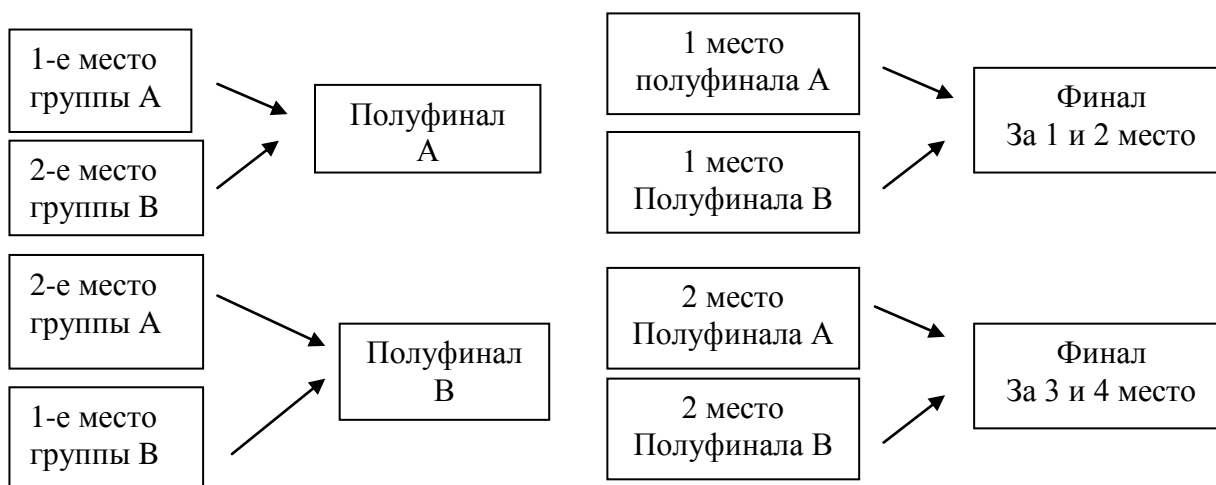 1-е место
группы А
2-е место
группы В
Полуфинал
А
2-е место
группы А
1-е место
группы В
Полуфинал
В
1 место
полуфинала А
1 место
Полуфинала В
Финал
За 1 и 2 место
2 место
Полуфинала А
2 место
Полуфинала В
Финал
За 3 и 4 место